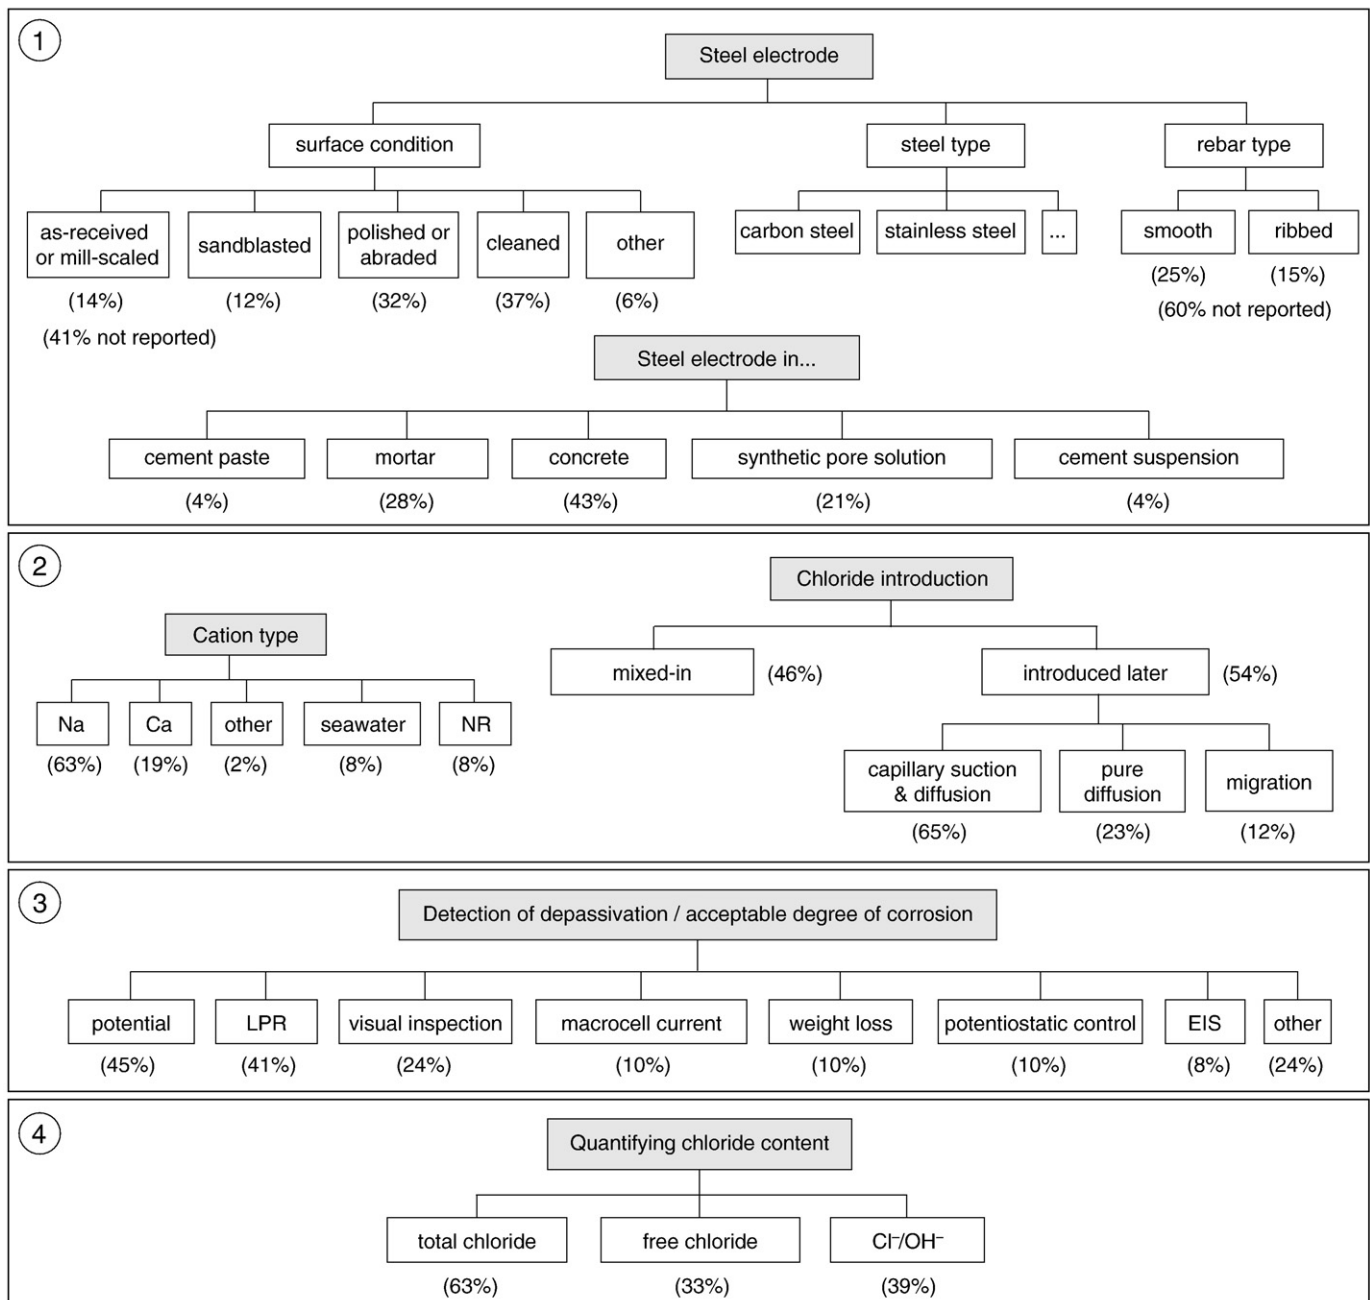 1
Steel electrode
surface condition
steel type
rebar type
as-received
or mill-scaled
sandblasted
polished or
abraded
cleaned
other
carbon steel
stainless steel
...
smooth
ribbed
(14%)
(12%)
(32%)
(37%)
(6%)
(25%)
(15%)
(41% not reported)
(60% not reported)
Steel electrode in...
cement paste
mortar
concrete
synthetic pore solution
cement suspension
(4%)
(28%)
(43%)
(21%)
(4%)
2
Chloride introduction
Cation type
mixed-in
(46%)
introduced later
(54%)
Na
Ca
other
seawater
NR
(63%)
(19%)
(2%)
(8%)
(8%)
capillary suction
& diffusion
pure
diffusion
migration
(65%)
(23%)
(12%)
3
Detection of depassivation / acceptable degree of corrosion
potential
LPR
visual inspection
macrocell current
weight loss
potentiostatic control
EIS
other
(45%)
(41%)
(24%)
(10%)
(10%)
(10%)
(8%)
(24%)
4
Quantifying chloride content
total chloride
free chloride
Cl⁻/OH⁻
(63%)
(33%)
(39%)